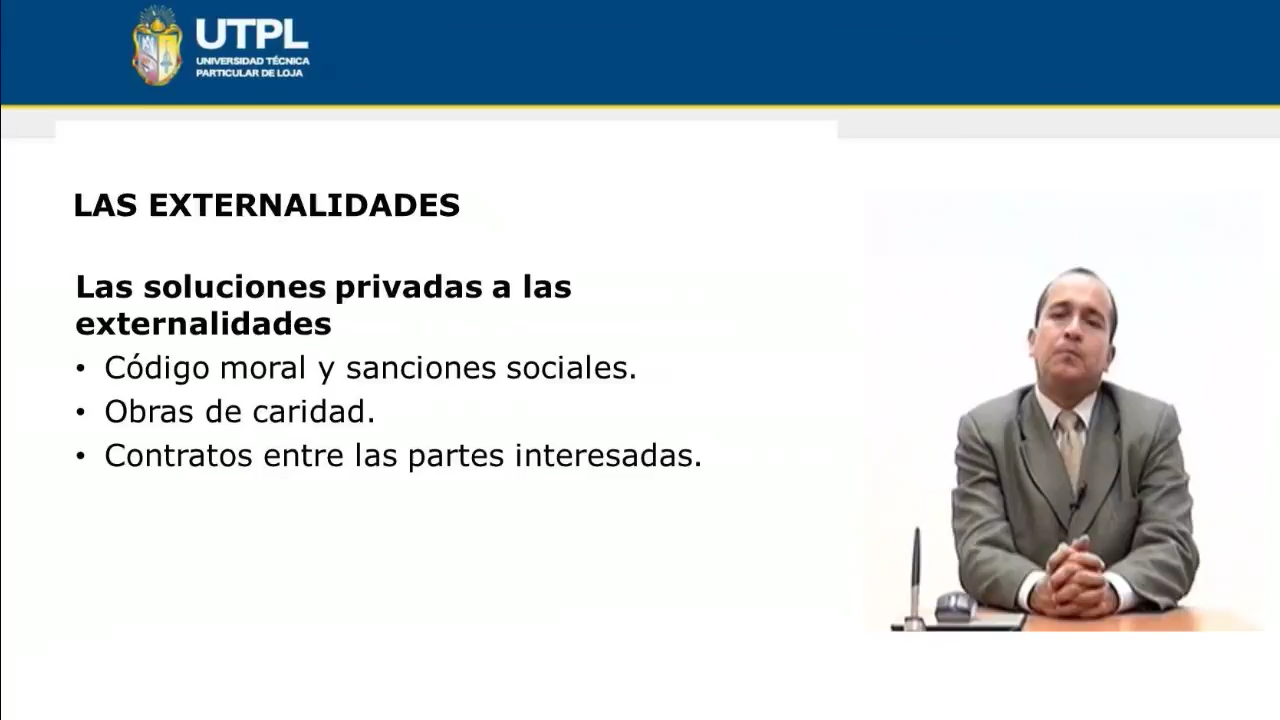 UTPL
UNIVERSIDAD TÉCNICA
PARTICULAR DE LOJA
LAS EXTERNALIDADES
Las soluciones privadas a las
externalidades
• Código moral y sanciones sociales.
• Obras de caridad.
• Contratos entre las partes interesadas.